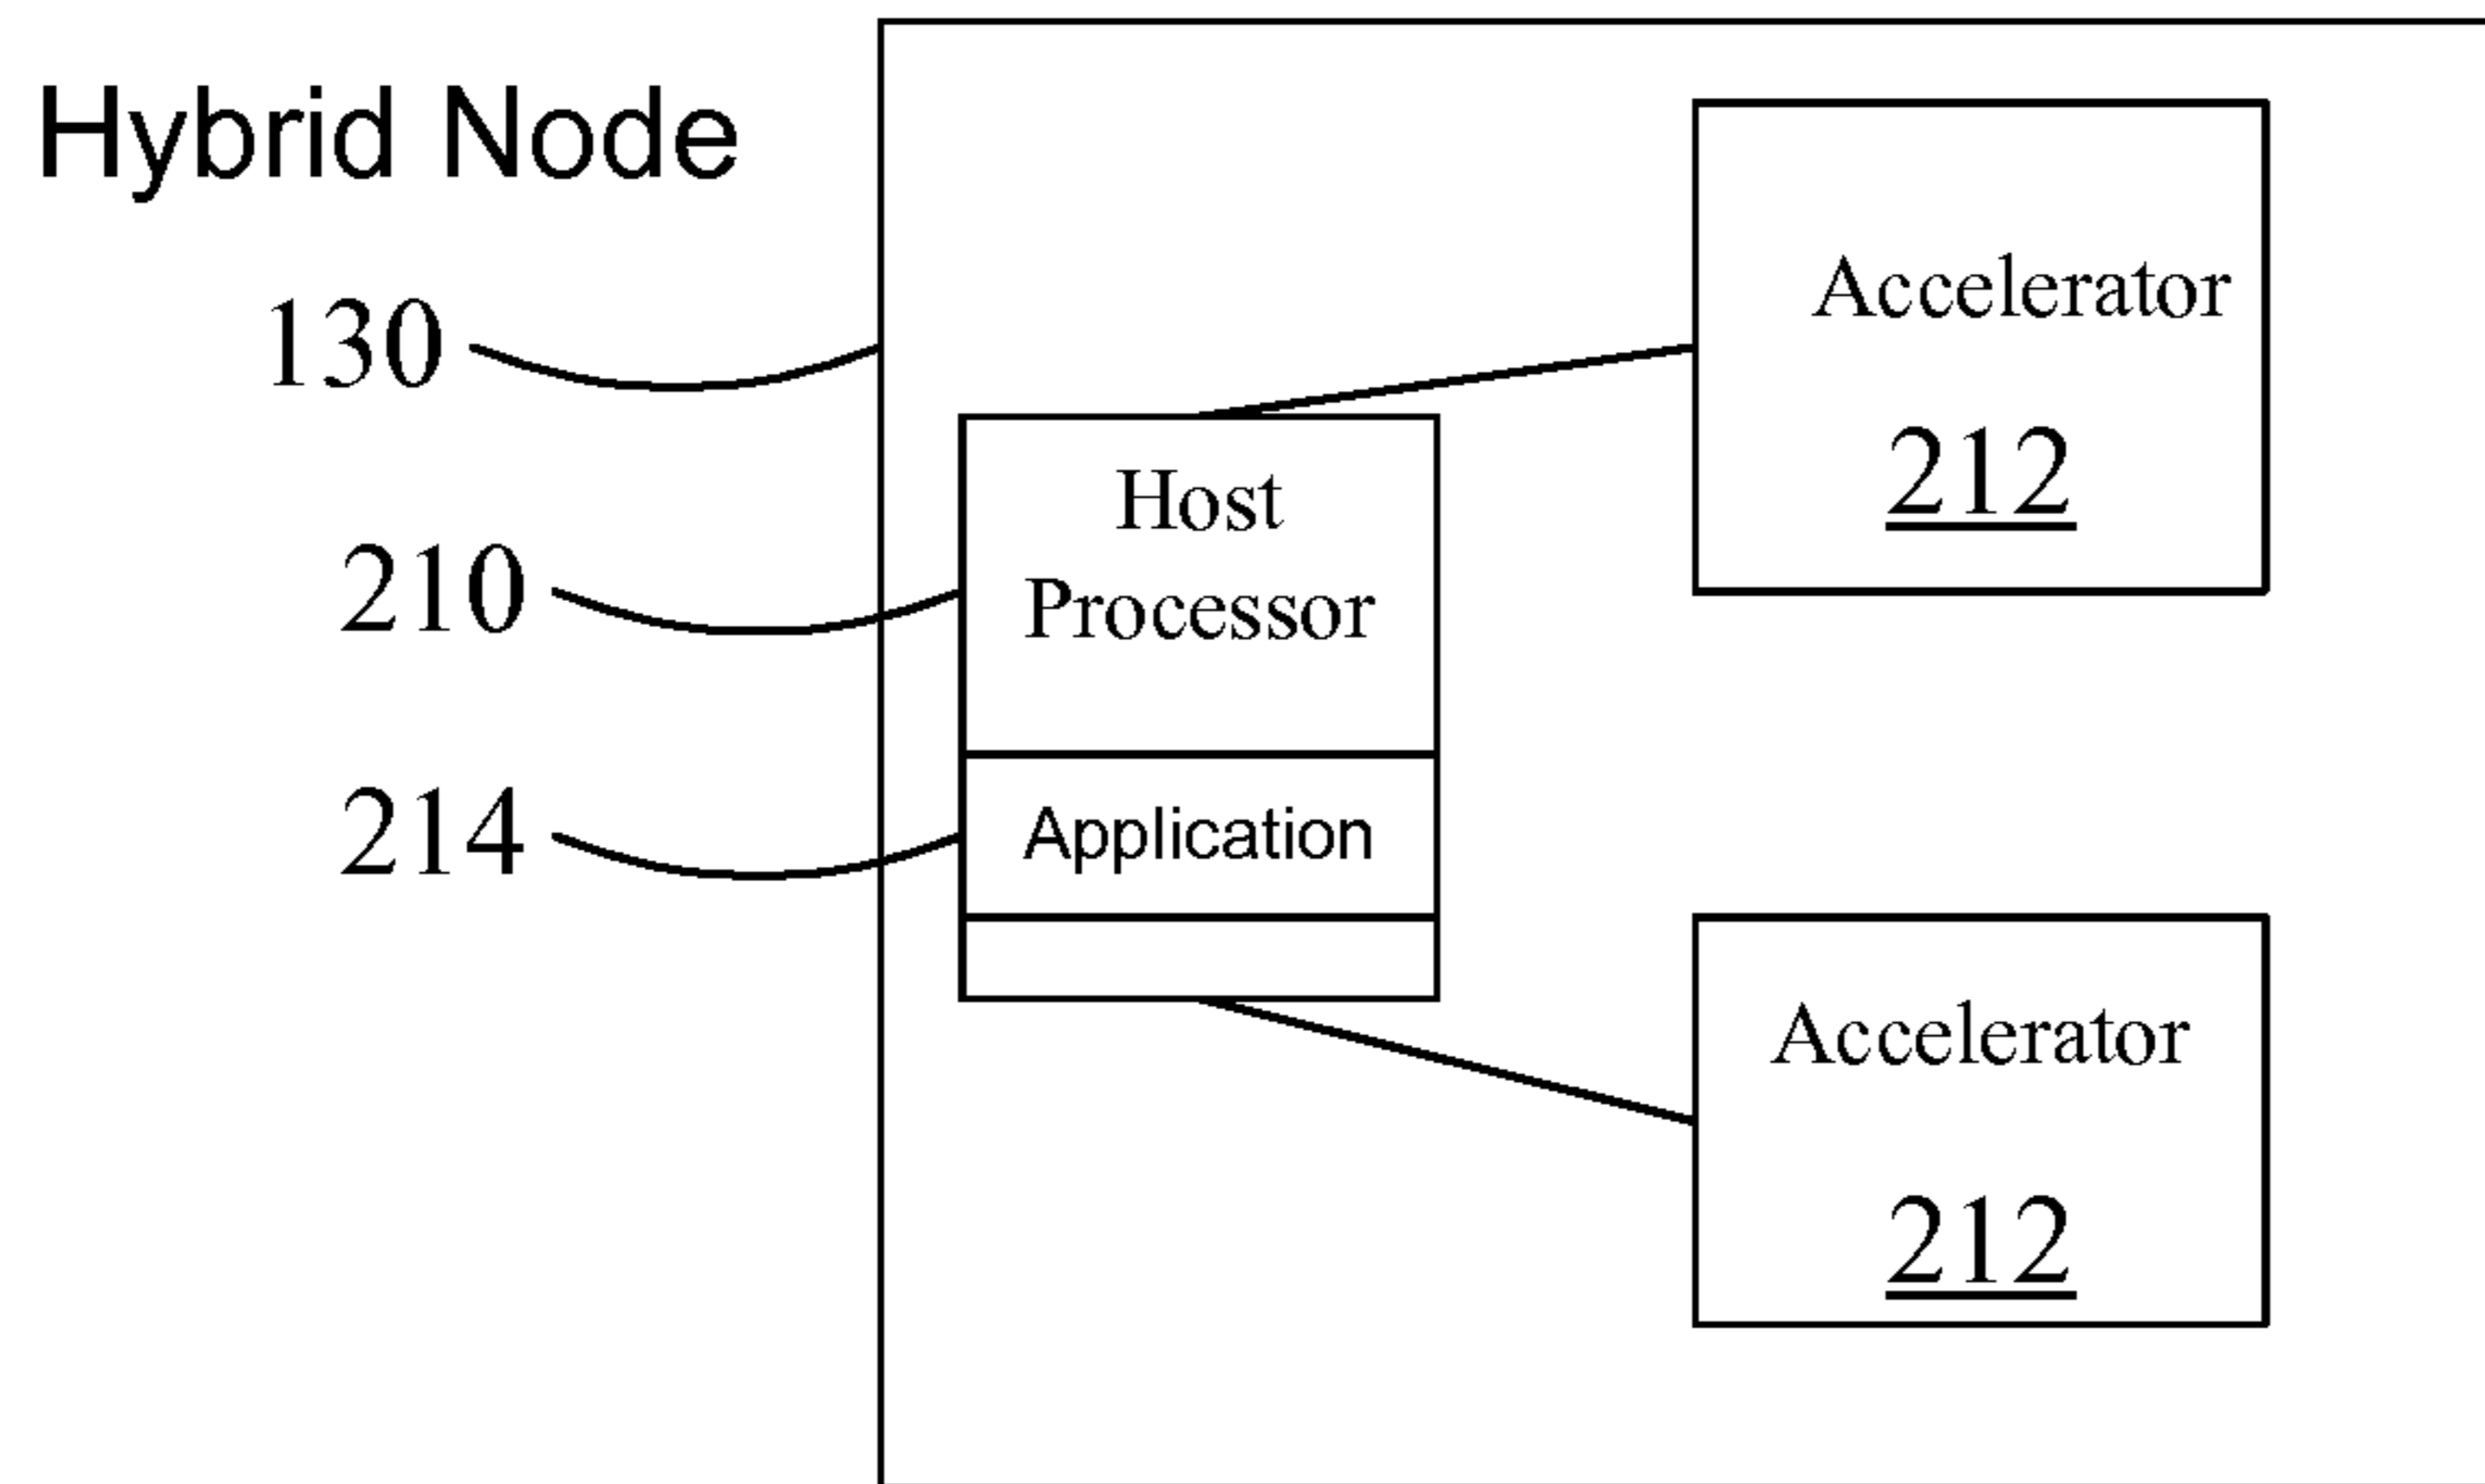 Hybrid Node
130
210
214
Host
Processor
Application
Accelerator
212
Accelerator
212